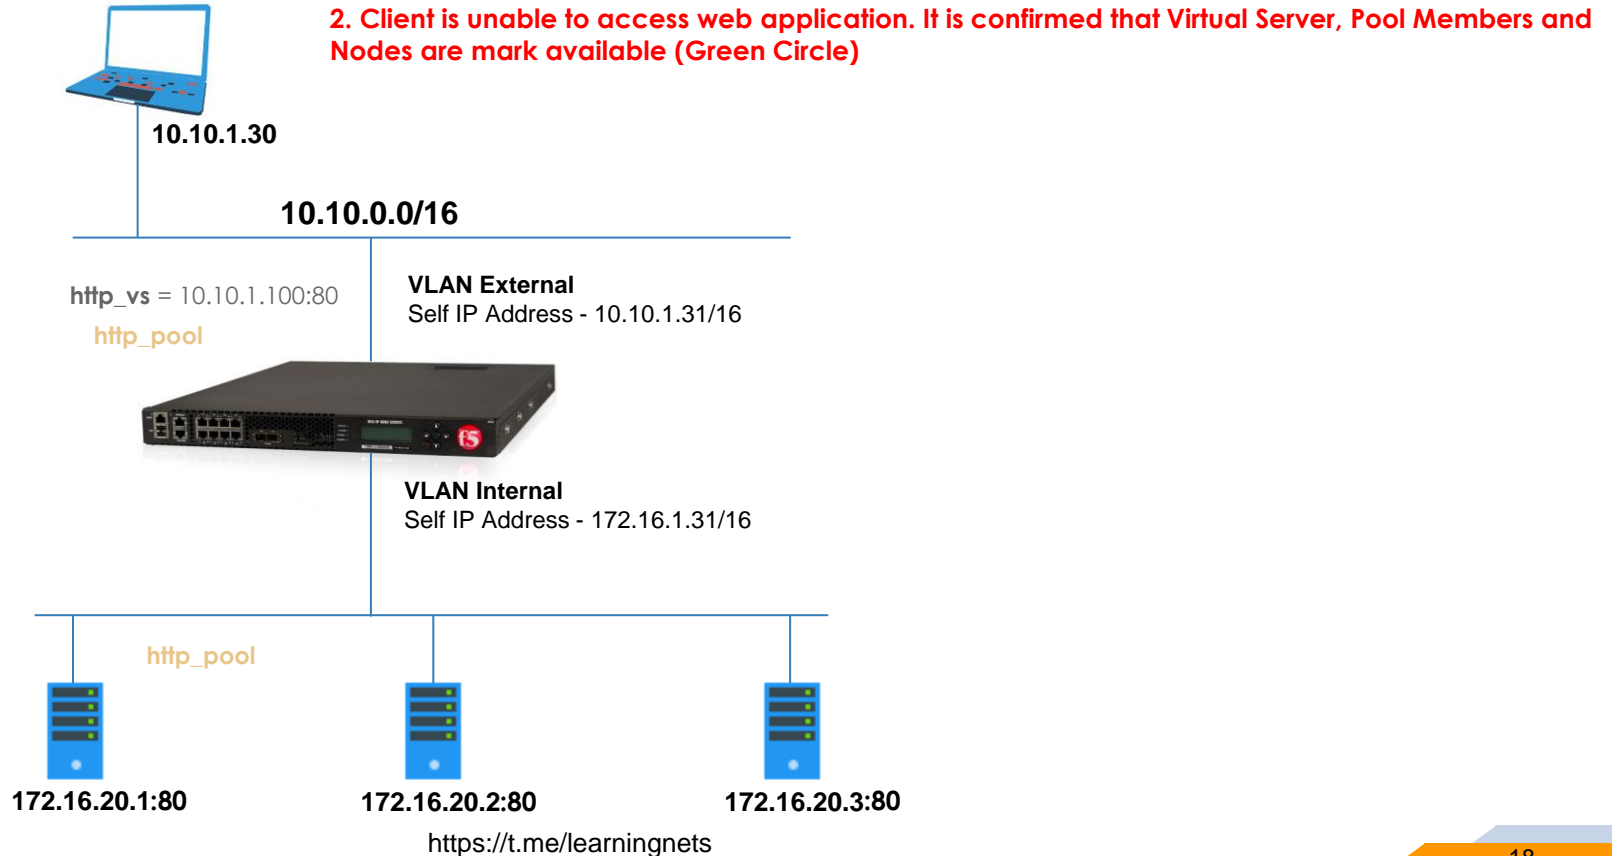 2. Client is unable to access web application. It is confirmed that Virtual Server, Pool Members and
Nodes are mark available (Green Circle)
10.10.1.30
10.10.0.0/16
http_vs = 10.10.1.100:80
http_pool
VLAN External
Self IP Address - 10.10.1.31/16
f5
VLAN Internal
Self IP Address - 172.16.1.31/16
http_pool
172.16.20.1:80
172.16.20.2:80
172.16.20.3:80
https://t.me/learningnets
18